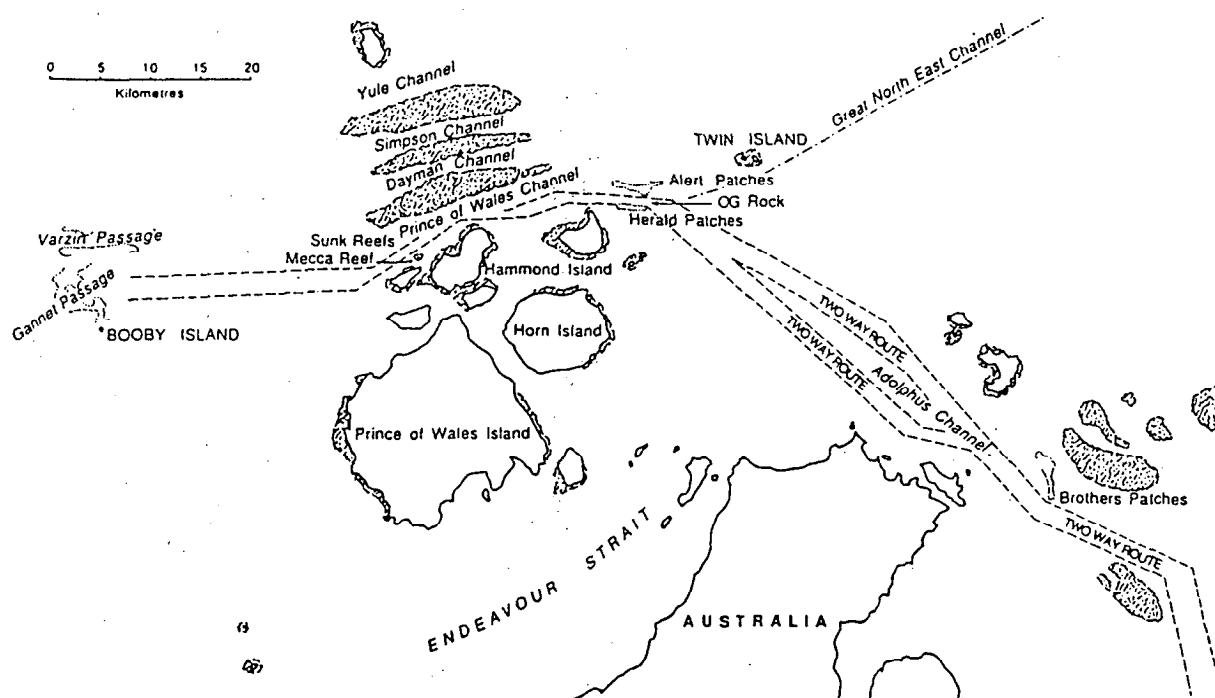 0 5 10 15 20
Kilometres
Yule Channel
Simpson Channel
Dayman Channel
Prince of Wales Channel
Great North East Channel
TWIN ISLAND
Alert Patches
OG Rock
Herald Patches
Varzin Passage
Gannel Passage
BOOBY ISLAND
Sunk Reefs
Mecca Reef
Hammond Island
Horn Island
Prince of Wales Island
TWO WAY ROUTE
TWO WAY ROUTE
Adolphus Channel
Brothers Patches
TWO WAY ROUTE
ENDEAVOUR STRAIT
AUSTRALIA